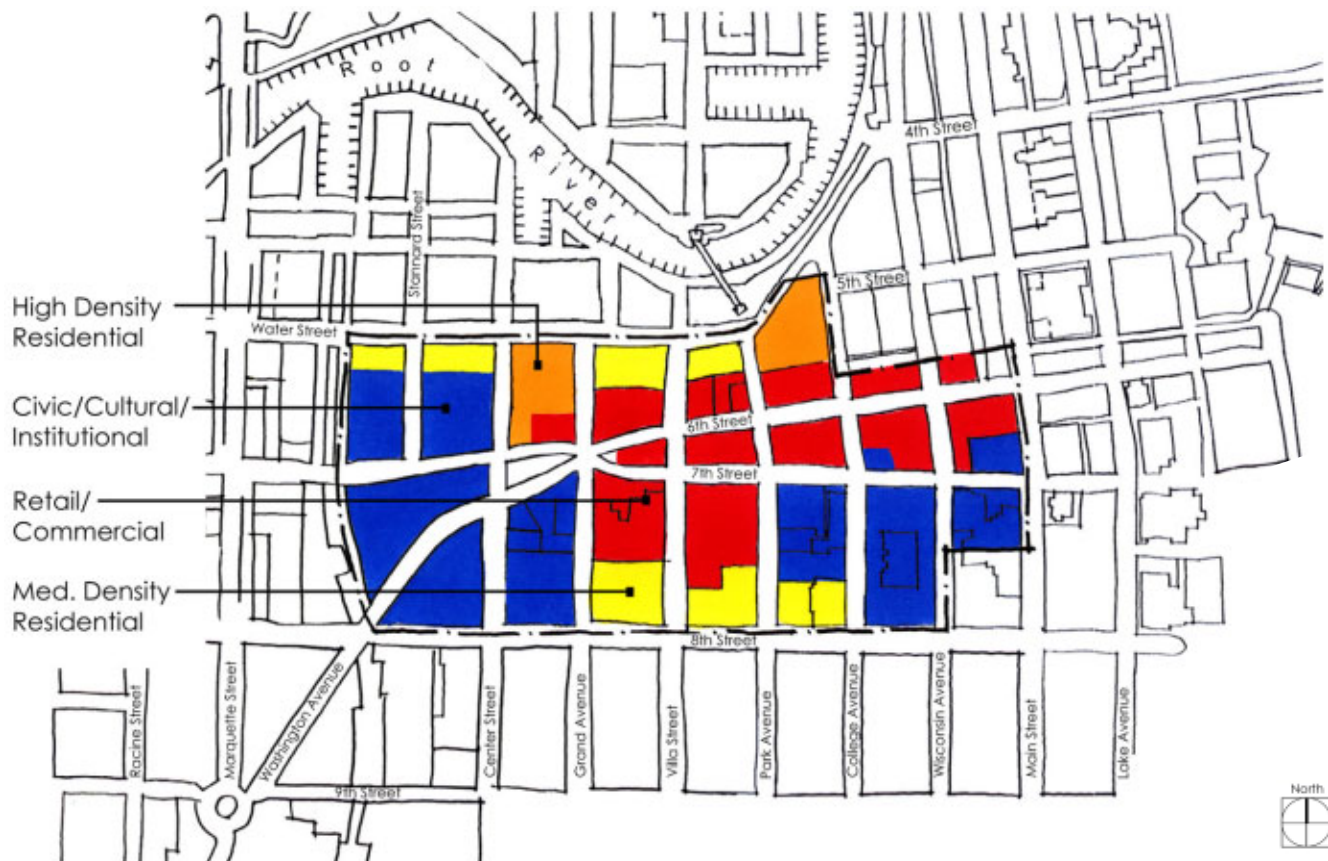 Root
River
4th Street
5th Street
Stannard Street
Water Street
High Density
Residential
Civic/Cultural/
Institutional
6th Street
7th Street
Retail/
Commercial
Med. Density
Residential
8th Street
Racine Street
Marquette Street
Washington Avenue
Center Street
Grand Avenue
Villa Street
Park Avenue
College Avenue
Wisconsin Avenue
Main Street
Lake Avenue
9th Street
North